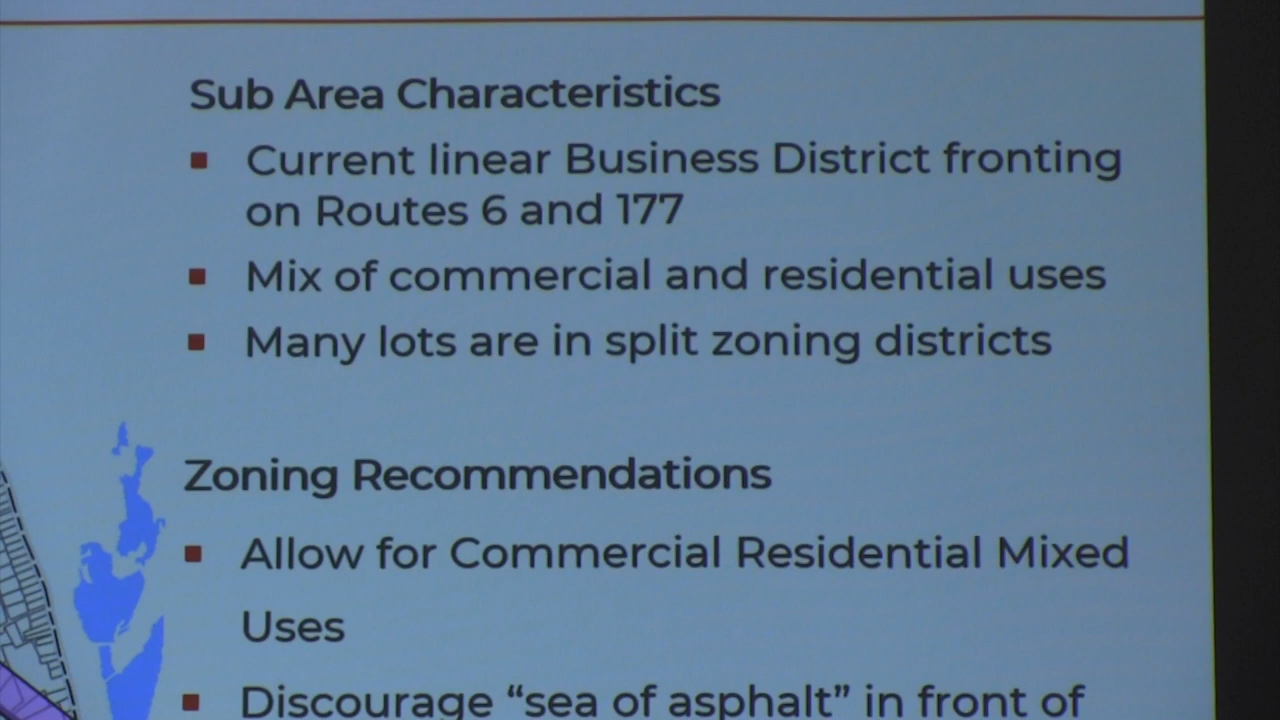 Sub Area Characteristics
Current linear Business District fronting
on Routes 6 and 177
Mix of commercial and residential uses
Many lots are in split zoning districts
Zoning Recommendations
Allow for Commercial Residential Mixed
Uses
Discourage “sea of asphalt” in front of